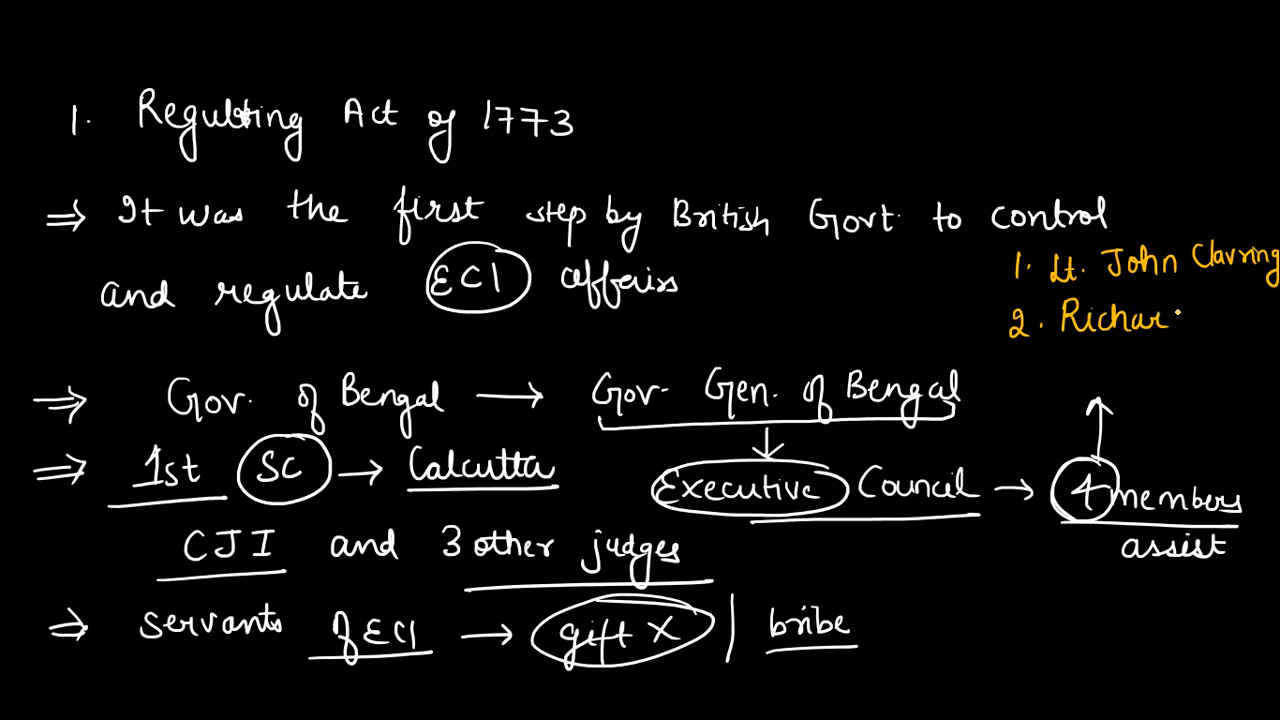 1. Regulating Act of 1773
⇒ It was the first step by British Govt. to control
and regulate ECI affairs
1. Lt. John Clavring
2. Richar
⇒ Gov. of Bengal → Gov. Gen. of Bengal
⇒ 1st SC → Calcutta
Executive Council → 4 members
assist
CJI and 3 other judges
⇒ servants of ECI → gift X | bribe